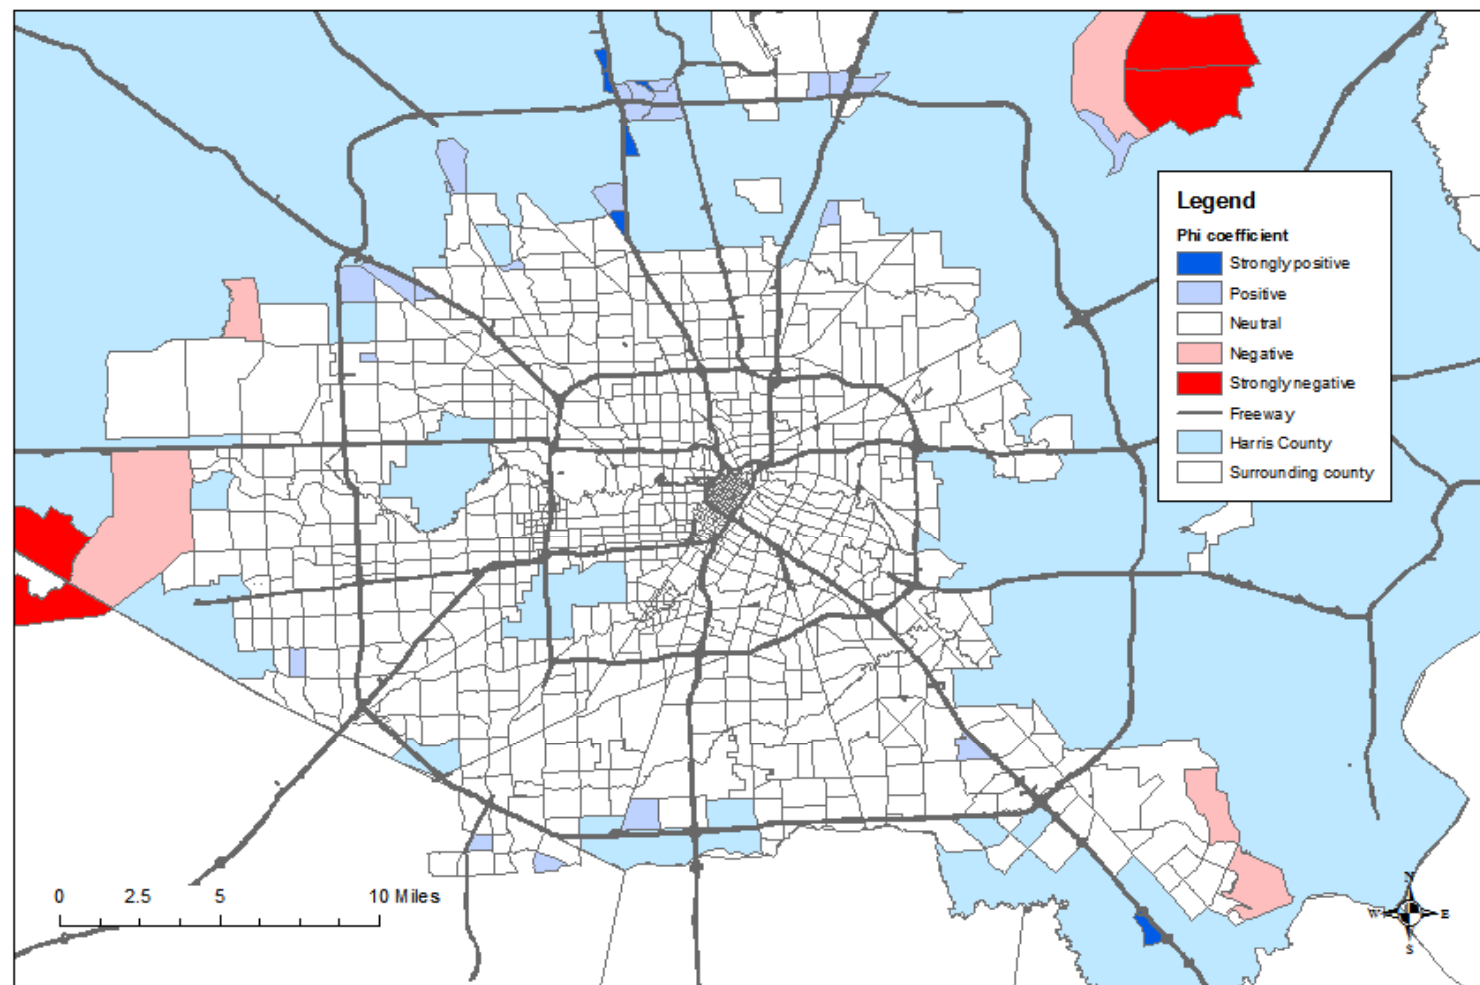 Legend
Phi coefficient
Strongly positive
Positive
Neutral
Negative
Strongly negative
Freeway
Harris County
Surrounding county
0 2.5 5 10 Miles
N
W E
S